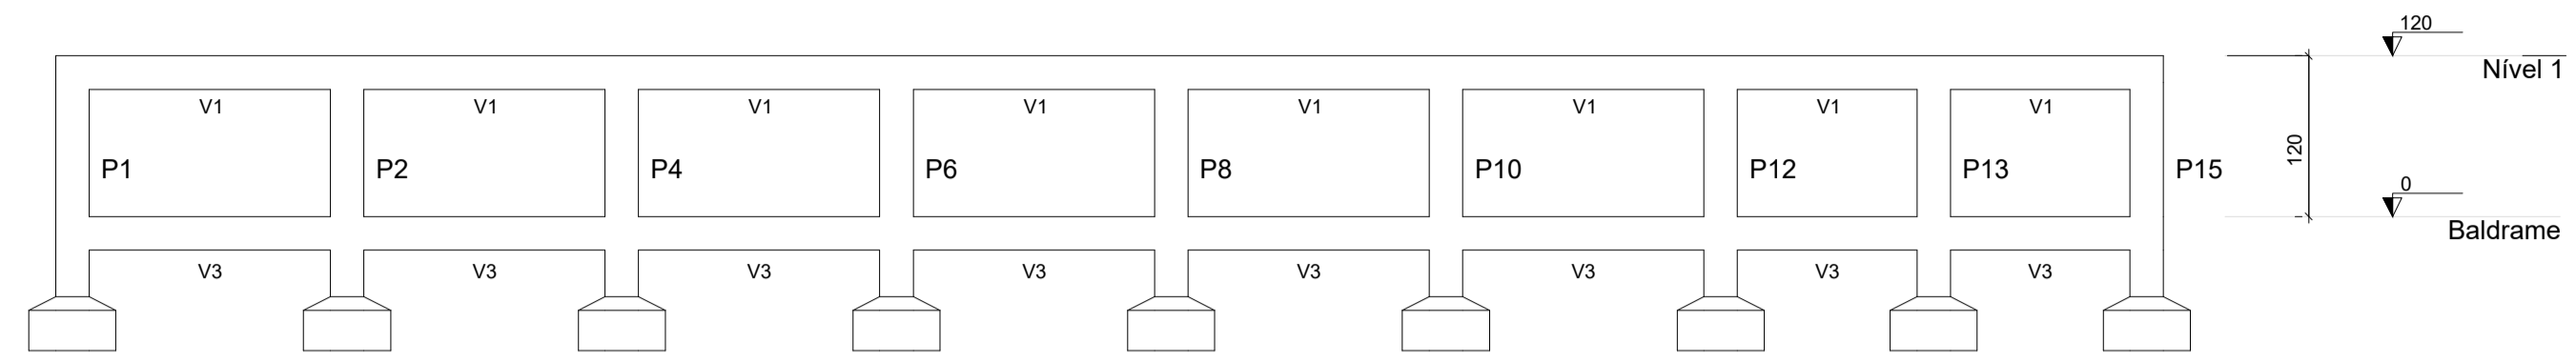 120
Nível 1
V1 V1 V1 V1 V1 V1 V1 V1
P1 P2 P4 P6 P8 P10 P12 P13 P15
120
0
Baldrame
V3 V3 V3 V3 V3 V3 V3 V3